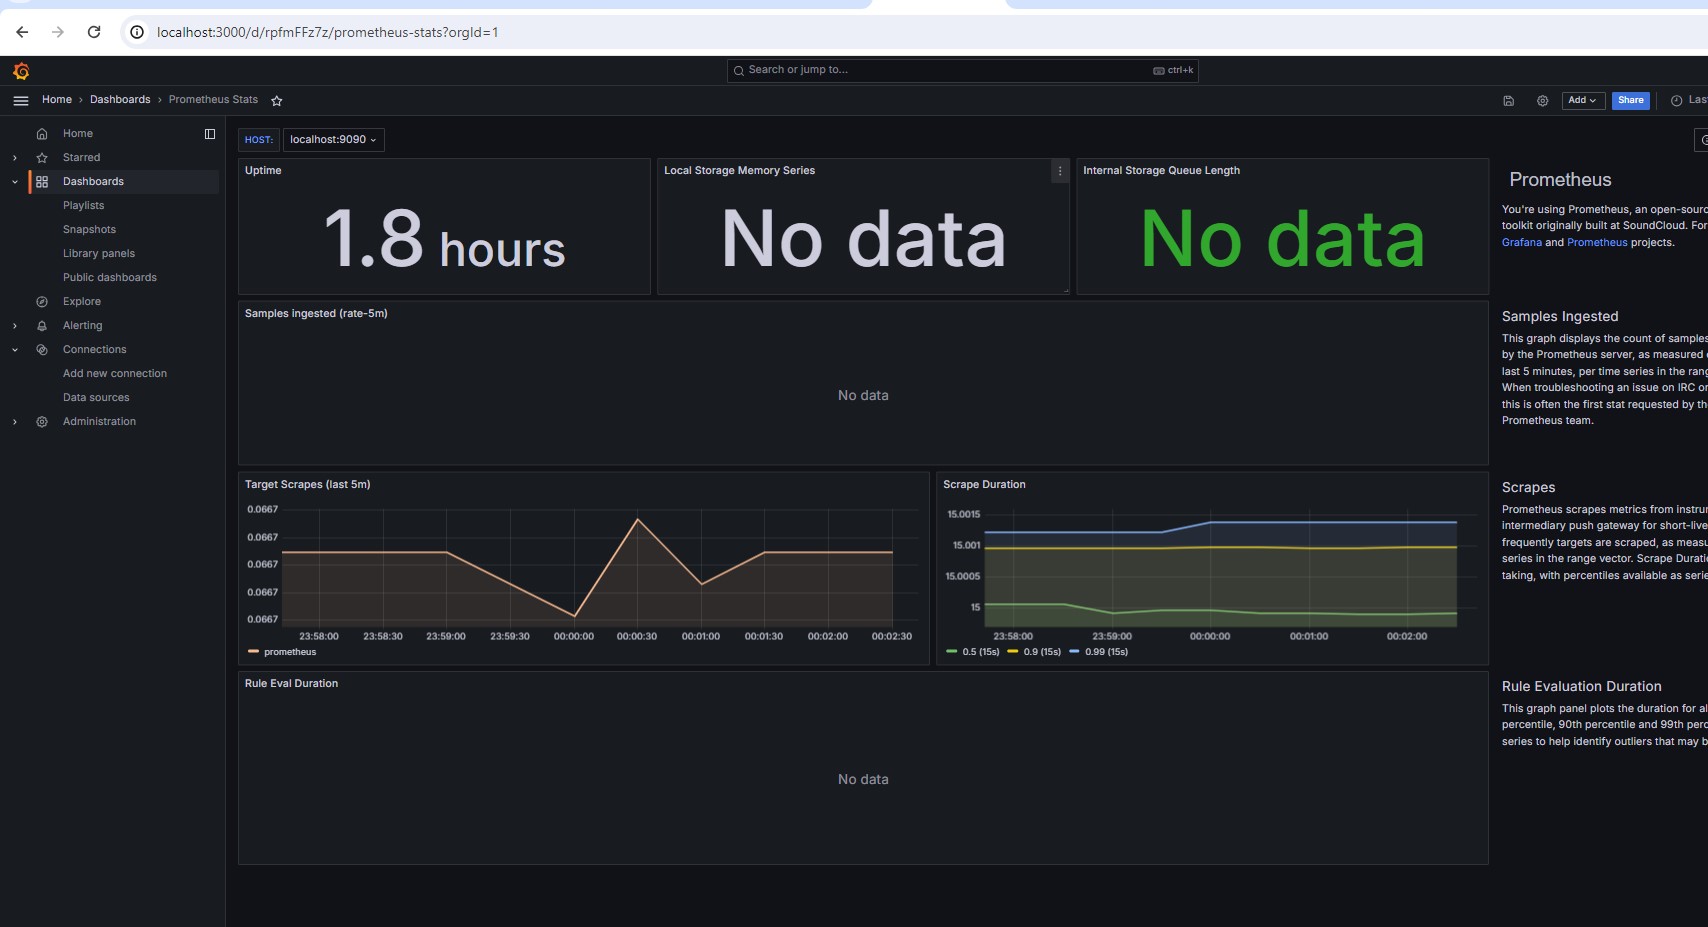 localhost:3000/d/rpfmFFz7z/prometheus-stats?orgId=1
Search or jump to...
ctrl+k
Home › Dashboards › Prometheus Stats
Add
Share
Las
Home
Starred
Dashboards
Playlists
Snapshots
Library panels
Public dashboards
Explore
Alerting
Connections
Add new connection
Data sources
Administration
HOST:
localhost:9090
Uptime
1.8 hours
Local Storage Memory Series
No data
Internal Storage Queue Length
No data
Prometheus
You're using Prometheus, an open-sourc
toolkit originally built at SoundCloud. For
Grafana and Prometheus projects.
Samples ingested (rate-5m)
No data
Samples Ingested
This graph displays the count of samples
by the Prometheus server, as measured
last 5 minutes, per time series in the rang
When troubleshooting an issue on IRC or
this is often the first stat requested by th
Prometheus team.
Target Scrapes (last 5m)
0.0667
0.0667
0.0667
0.0667
0.0667
23:58:00 23:58:30 23:59:00 23:59:30 00:00:00 00:00:30 00:01:00 00:01:30 00:02:00 00:02:30
prometheus
Scrape Duration
15.0015
15.001
15.0005
15
23:58:00 23:59:00 00:00:00 00:01:00 00:02:00
0.5 (15s) 0.9 (15s) 0.99 (15s)
Scrapes
Prometheus scrapes metrics from instrur
intermediary push gateway for short-live
frequently targets are scraped, as measu
series in the range vector. Scrape Durati
taking, with percentiles available as serie
Rule Eval Duration
No data
Rule Evaluation Duration
This graph panel plots the duration for al
percentile, 90th percentile and 99th perc
series to help identify outliers that may b